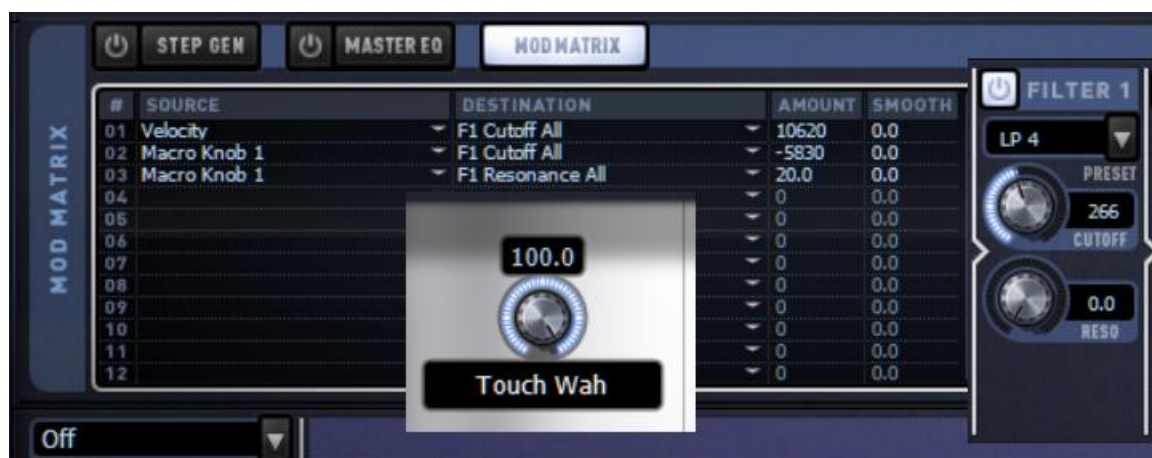 STEP GEN MASTER EQ MOD MATRIX
MOD MATRIX
# SOURCE DESTINATION AMOUNT SMOOTH
01 Velocity F1 Cutoff All 10620 0.0
02 Macro Knob 1 F1 Cutoff All -5830 0.0
03 Macro Knob 1 F1 Resonance All 20.0 0.0
04 0 0.0
05 0 0.0
06 0 0.0
07 0 0.0
08 0 0.0
09 0 0.0
10 0 0.0
11 0 0.0
12 0 0.0
100.0
Touch Wah
FILTER 1
LP 4
PRESET
266
CUTOFF
0.0
RESO
Off